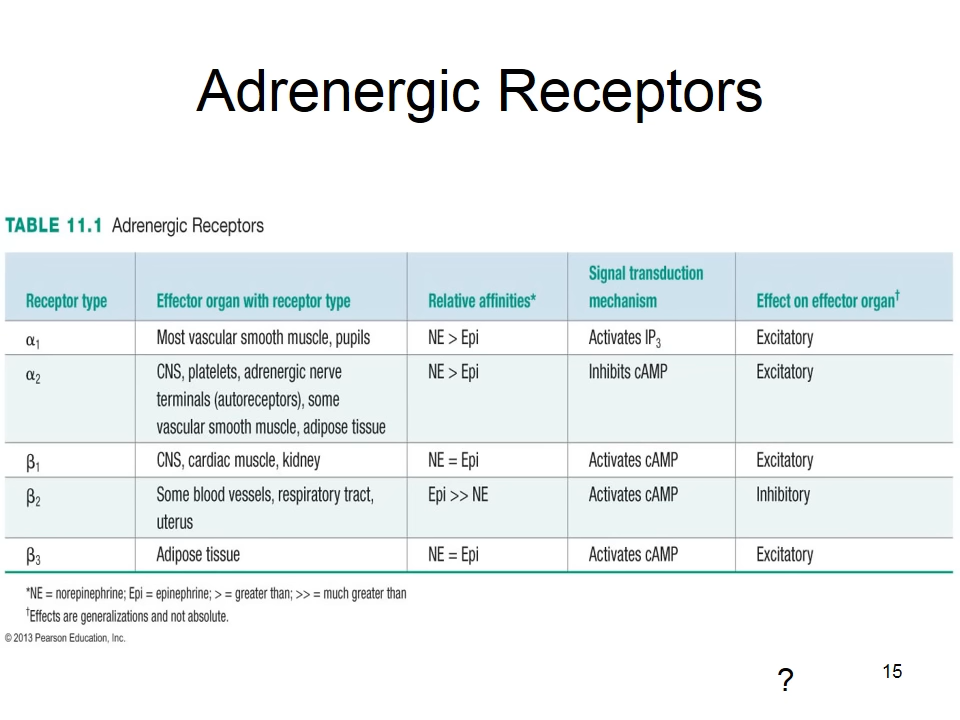 Adrenergic Receptors
TABLE 11.1 Adrenergic Receptors
Receptor type Effector organ with receptor type Relative affinities* Signal transduction mechanism Effect on effector organ†
α1 Most vascular smooth muscle, pupils NE > Epi Activates IP3 Excitatory
α2 CNS, platelets, adrenergic nerve NE > Epi Inhibits cAMP Excitatory
terminals (autoreceptors), some
vascular smooth muscle, adipose tissue
β1 CNS, cardiac muscle, kidney NE = Epi Activates cAMP Excitatory
β2 Some blood vessels, respiratory tract, Epi >> NE Activates cAMP Inhibitory
uterus
β3 Adipose tissue NE = Epi Activates cAMP Excitatory
*NE = norepinephrine; Epi = epinephrine; > = greater than; >> = much greater than
†Effects are generalizations and not absolute.
© 2013 Pearson Education, Inc.
? 15